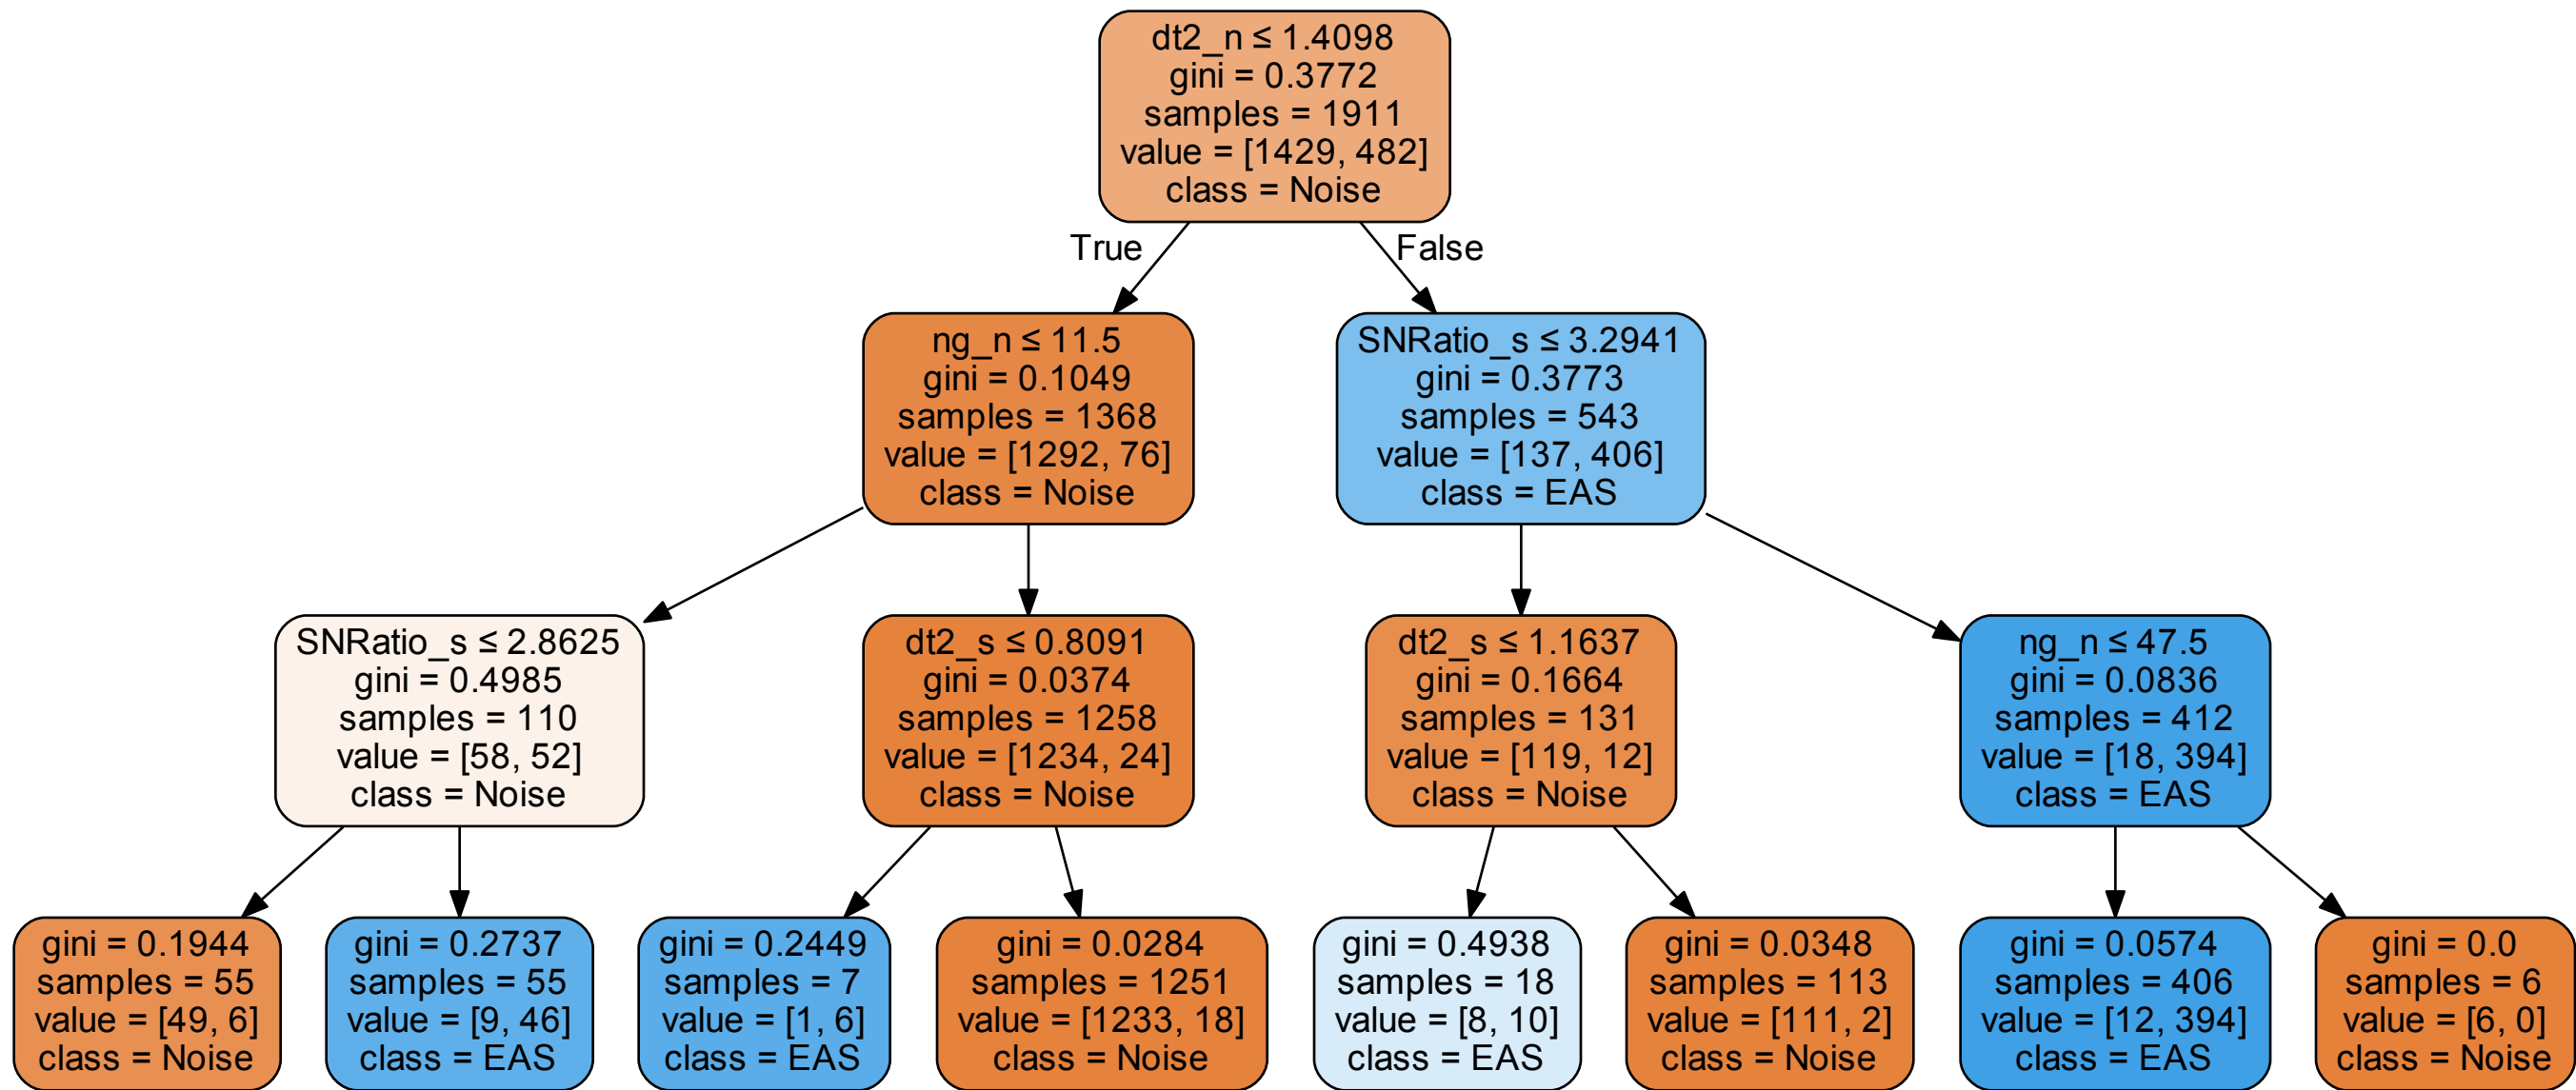 dt2_n ≤ 1.4098
gini = 0.3772
samples = 1911
value = [1429, 482]
class = Noise
True
False
ng_n ≤ 11.5
gini = 0.1049
samples = 1368
value = [1292, 76]
class = Noise
SNRatio_s ≤ 3.2941
gini = 0.3773
samples = 543
value = [137, 406]
class = EAS
SNRatio_s ≤ 2.8625
gini = 0.4985
samples = 110
value = [58, 52]
class = Noise
dt2_s ≤ 0.8091
gini = 0.0374
samples = 1258
value = [1234, 24]
class = Noise
dt2_s ≤ 1.1637
gini = 0.1664
samples = 131
value = [119, 12]
class = Noise
ng_n ≤ 47.5
gini = 0.0836
samples = 412
value = [18, 394]
class = EAS
gini = 0.1944
samples = 55
value = [49, 6]
class = Noise
gini = 0.2737
samples = 55
value = [9, 46]
class = EAS
gini = 0.2449
samples = 7
value = [1, 6]
class = EAS
gini = 0.0284
samples = 1251
value = [1233, 18]
class = Noise
gini = 0.4938
samples = 18
value = [8, 10]
class = EAS
gini = 0.0348
samples = 113
value = [111, 2]
class = Noise
gini = 0.0574
samples = 406
value = [12, 394]
class = EAS
gini = 0.0
samples = 6
value = [6, 0]
class = Noise